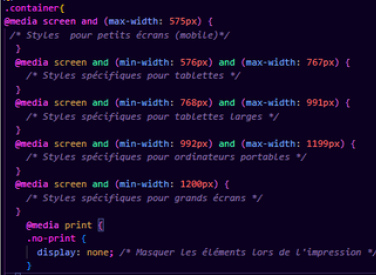 .container{
@media screen and (max-width: 575px) {
/* Styles pour petits écrans (mobile)*/
}
@media screen and (min-width: 576px) and (max-width: 767px) {
/* Styles spécifiques pour tablettes */
}
@media screen and (min-width: 768px) and (max-width: 991px) {
/* Styles spécifiques pour tablettes larges */
}
@media screen and (min-width: 992px) and (max-width: 1199px) {
/* Styles spécifiques pour ordinateurs portables */
}
@media screen and (min-width: 1200px) {
/* Styles spécifiques pour grands écrans */
}
@media print {
.no-print {
display: none; /* Masquer les éléments lors de l'impression */
}